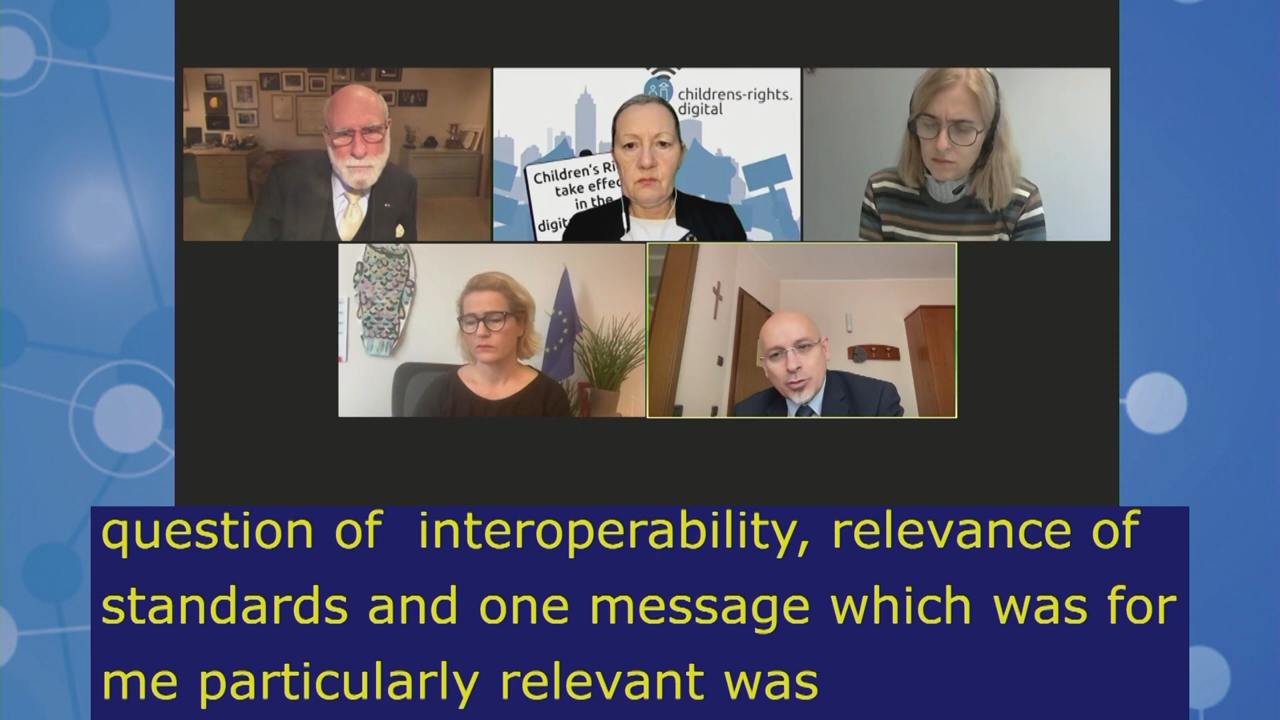 childrens-rights.
digital
Children's Ri
take effec
in the
digit
question of  interoperability, relevance of
standards and one message which was for
me particularly relevant was